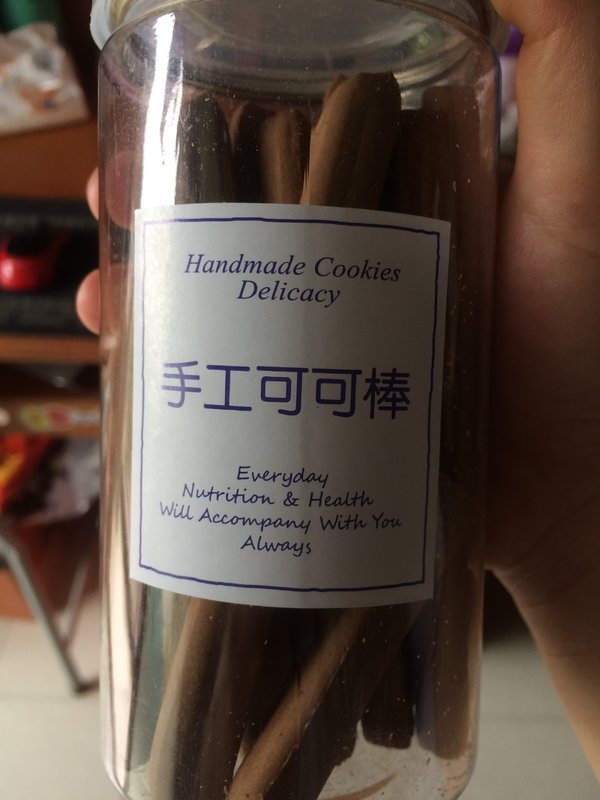 Handmade Cookies
Delicacy
手工可可棒
Everyday
Nutrition & Health
Will Accompany With You
Always